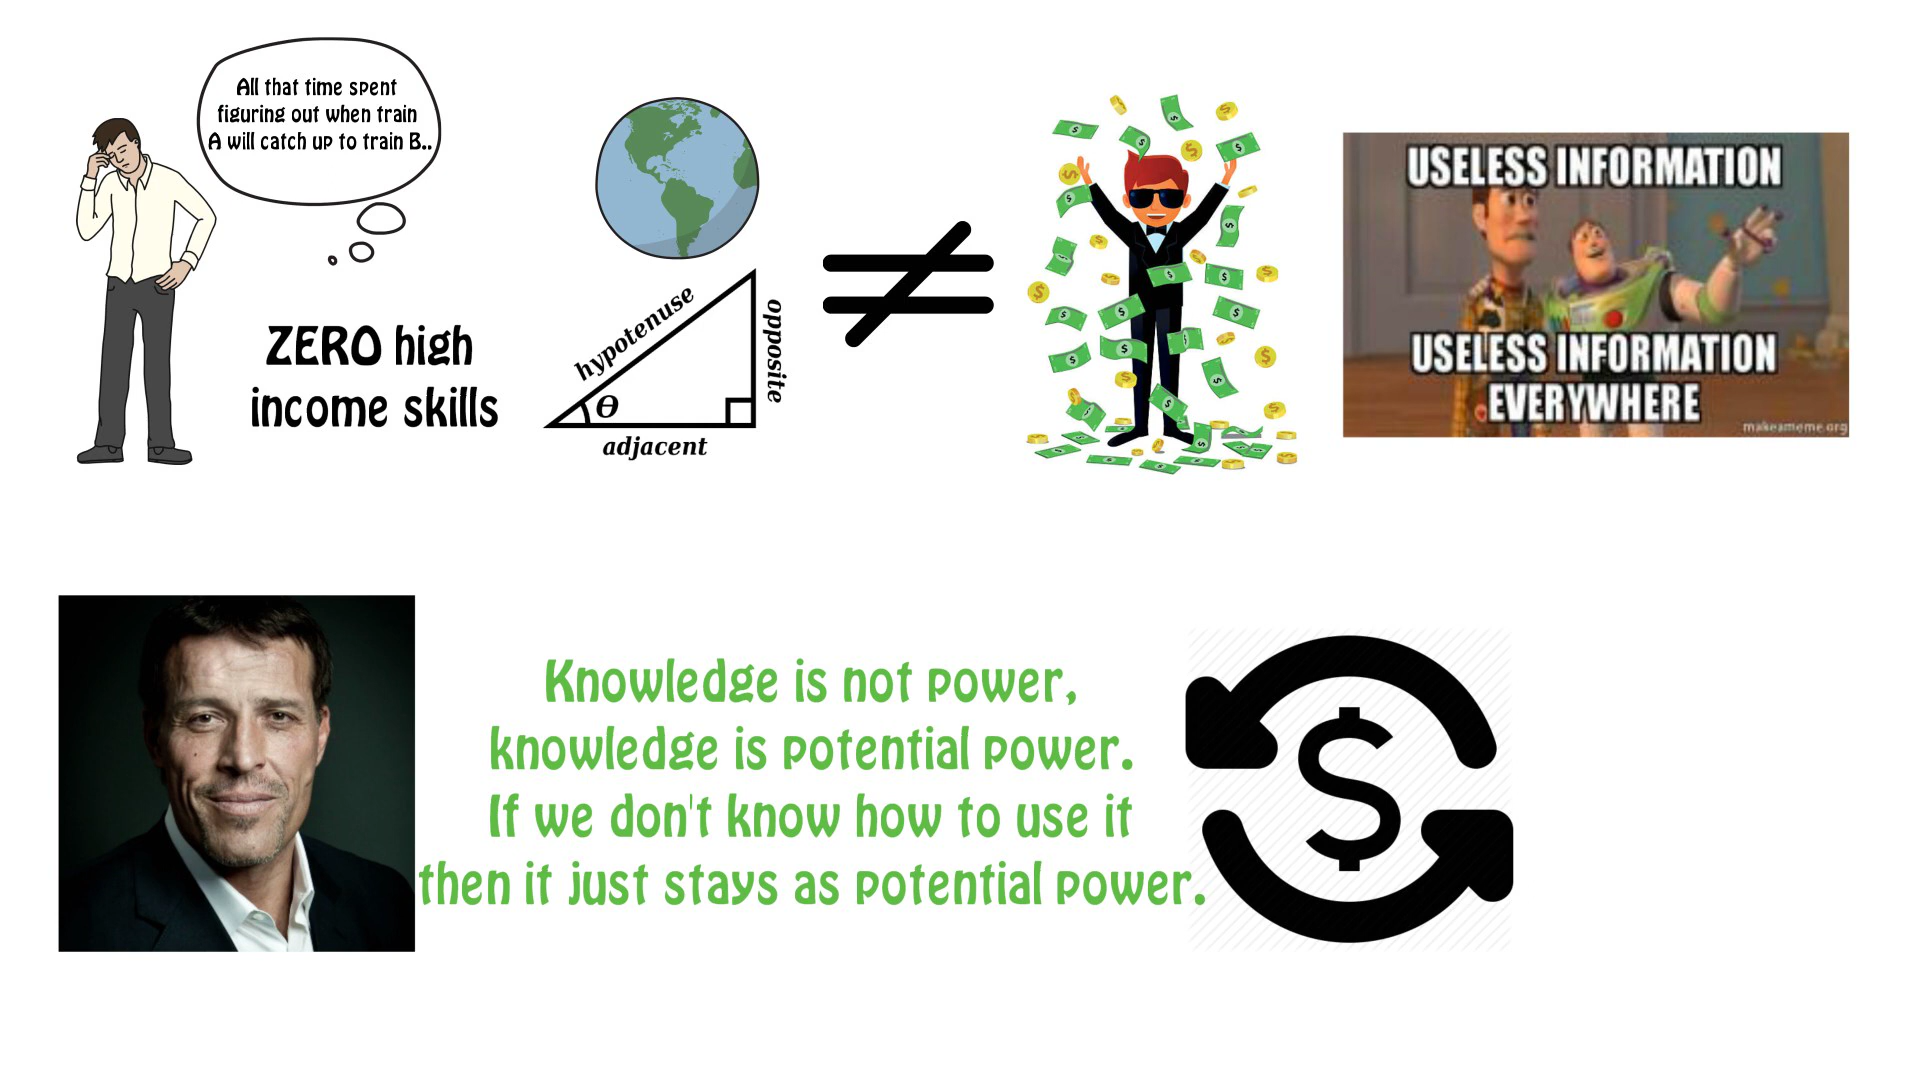 All that time spent
figuring out when train
A will catch up to train B..
ZERO high
income skills
hypotenuse
opposite
θ
adjacent
USELESS INFORMATION
USELESS INFORMATION
EVERYWHERE
makeameme.org
Knowledge is not power,
knowledge is potential power.
If we don't know how to use it
then it just stays as potential power.
$